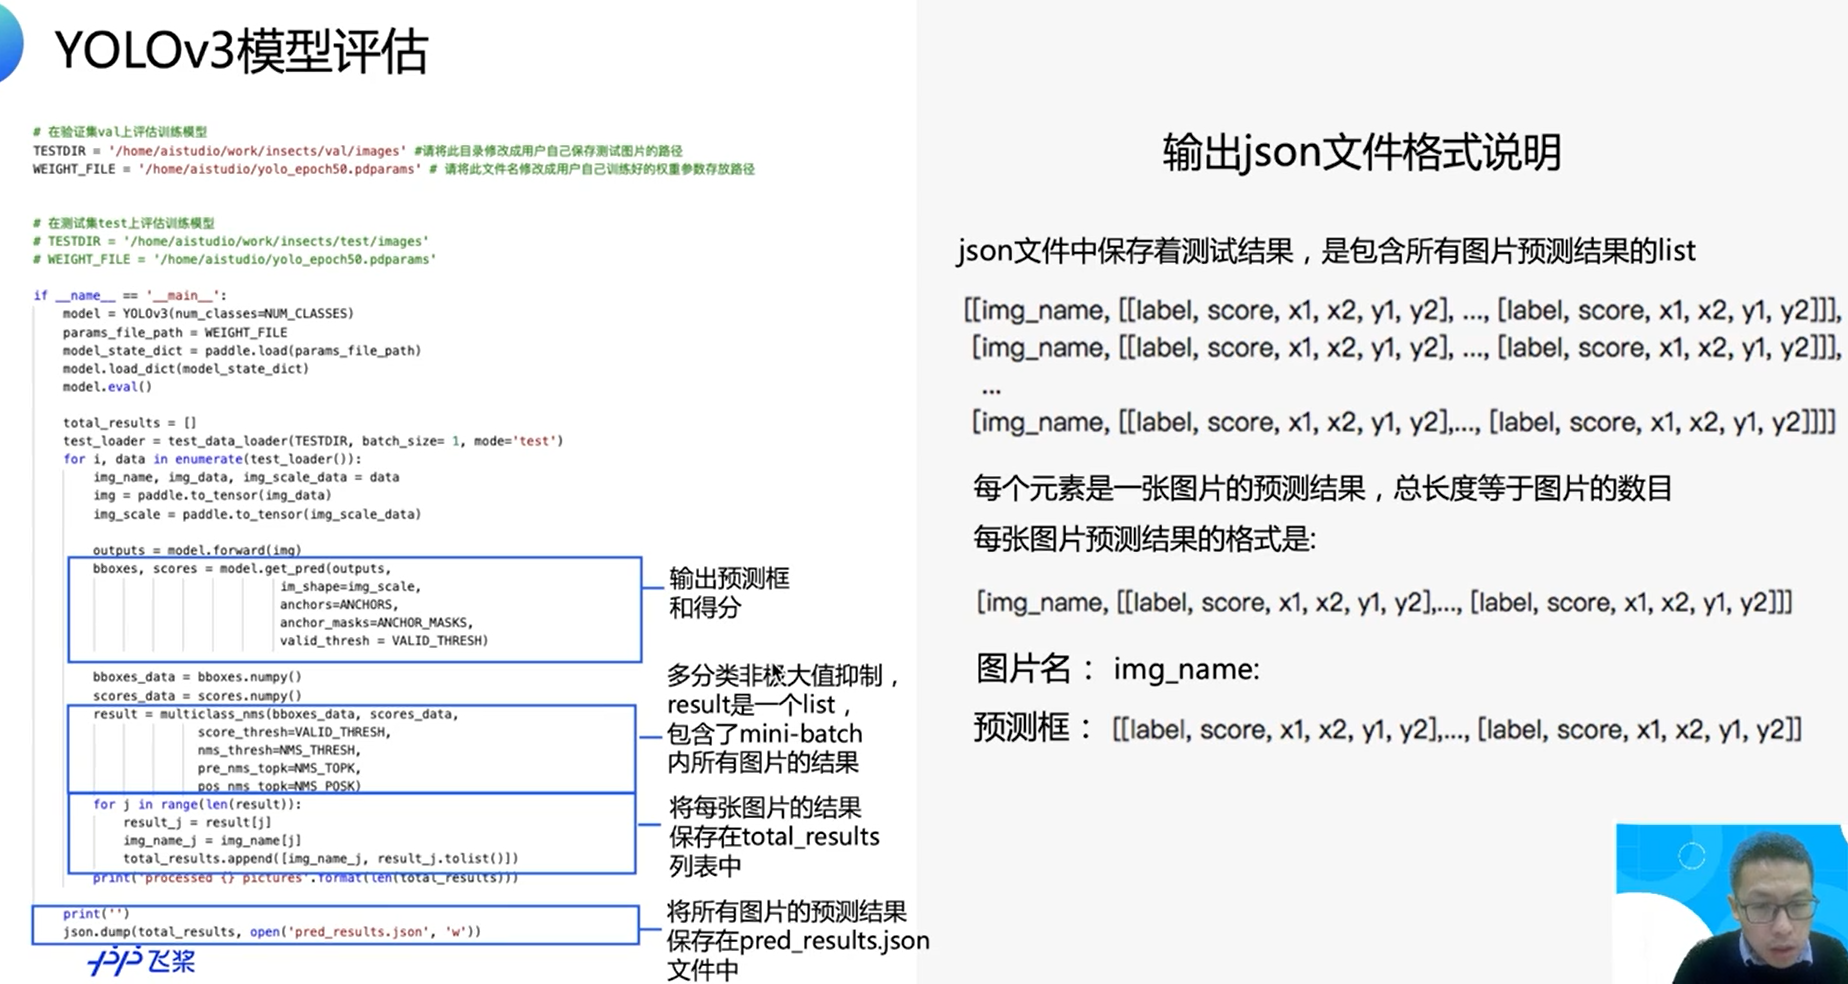 YOLOv3模型评估
# 在验证集val上评估训练模型
TESTDIR = '/home/aistudio/work/insects/val/images' #请将此目录修改成用户自己保存测试图片的路径
WEIGHT_FILE = '/home/aistudio/yolo_epoch50.pdparams' # 请将此文件名修改成用户自己训练好的权重参数存放路径
# 在测试集test上评估训练模型
# TESTDIR = '/home/aistudio/work/insects/test/images'
# WEIGHT_FILE = '/home/aistudio/yolo_epoch50.pdparams'
if __name__ == '__main__':
model = YOLOv3(num_classes=NUM_CLASSES)
params_file_path = WEIGHT_FILE
model_state_dict = paddle.load(params_file_path)
model.load_dict(model_state_dict)
model.eval()
total_results = []
test_loader = test_data_loader(TESTDIR, batch_size= 1, mode='test')
for i, data in enumerate(test_loader()):
img_name, img_data, img_scale_data = data
img = paddle.to_tensor(img_data)
img_scale = paddle.to_tensor(img_scale_data)
outputs = model.forward(img)
bboxes, scores = model.get_pred(outputs,
im_shape=img_scale,
anchors=ANCHORS,
anchor_masks=ANCHOR_MASKS,
valid_thresh = VALID_THRESH)
bboxes_data = bboxes.numpy()
scores_data = scores.numpy()
result = multiclass_nms(bboxes_data, scores_data,
score_thresh=VALID_THRESH,
nms_thresh=NMS_THRESH,
pre_nms_topk=NMS_TOPK,
pos_nms_topk=NMS_POSK)
for j in range(len(result)):
result_j = result[j]
img_name_j = img_name[j]
total_results.append([img_name_j, result_j.tolist()])
print('processed {} pictures'.format(len(total_results)))
print('')
json.dump(total_results, open('pred_results.json', 'w'))
输出预测框
和得分
多分类非极大值抑制，
result是一个list，
包含了mini-batch
内所有图片的结果
将每张图片的结果
保存在total_results
列表中
将所有图片的预测结果
保存在pred_results.json
文件中
飞桨
输出json文件格式说明
json文件中保存着测试结果，是包含所有图片预测结果的list
[[img_name, [[label, score, x1, x2, y1, y2], ..., [label, score, x1, x2, y1, y2]]],
[img_name, [[label, score, x1, x2, y1, y2], ..., [label, score, x1, x2, y1, y2]]],
...
[img_name, [[label, score, x1, x2, y1, y2],..., [label, score, x1, x2, y1, y2]]]]
每个元素是一张图片的预测结果，总长度等于图片的数目
每张图片预测结果的格式是:
[img_name, [[label, score, x1, x2, y1, y2],..., [label, score, x1, x2, y1, y2]]]
图片名： img_name:
预测框： [[label, score, x1, x2, y1, y2],..., [label, score, x1, x2, y1, y2]]